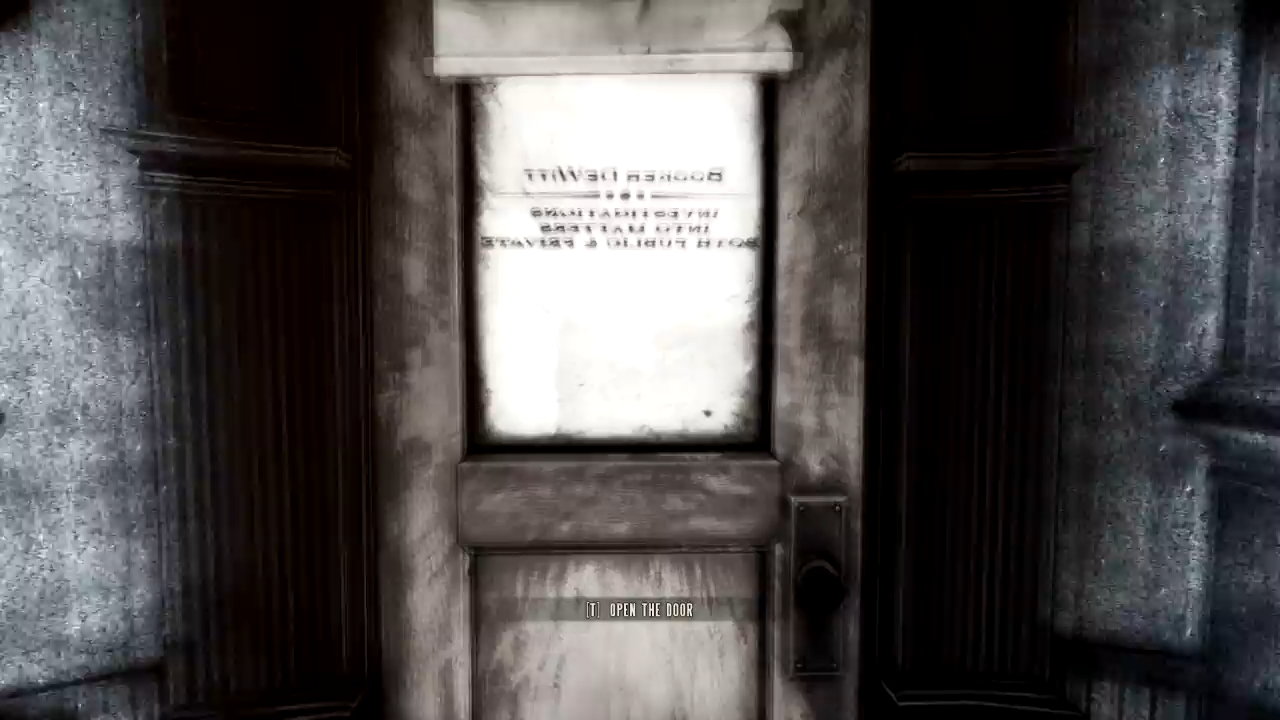 BOOKER DEWITT
INVESTIGATIONS
INTO MATTERS
BOTH PUBLIC & PRIVATE
[T] OPEN THE DOOR